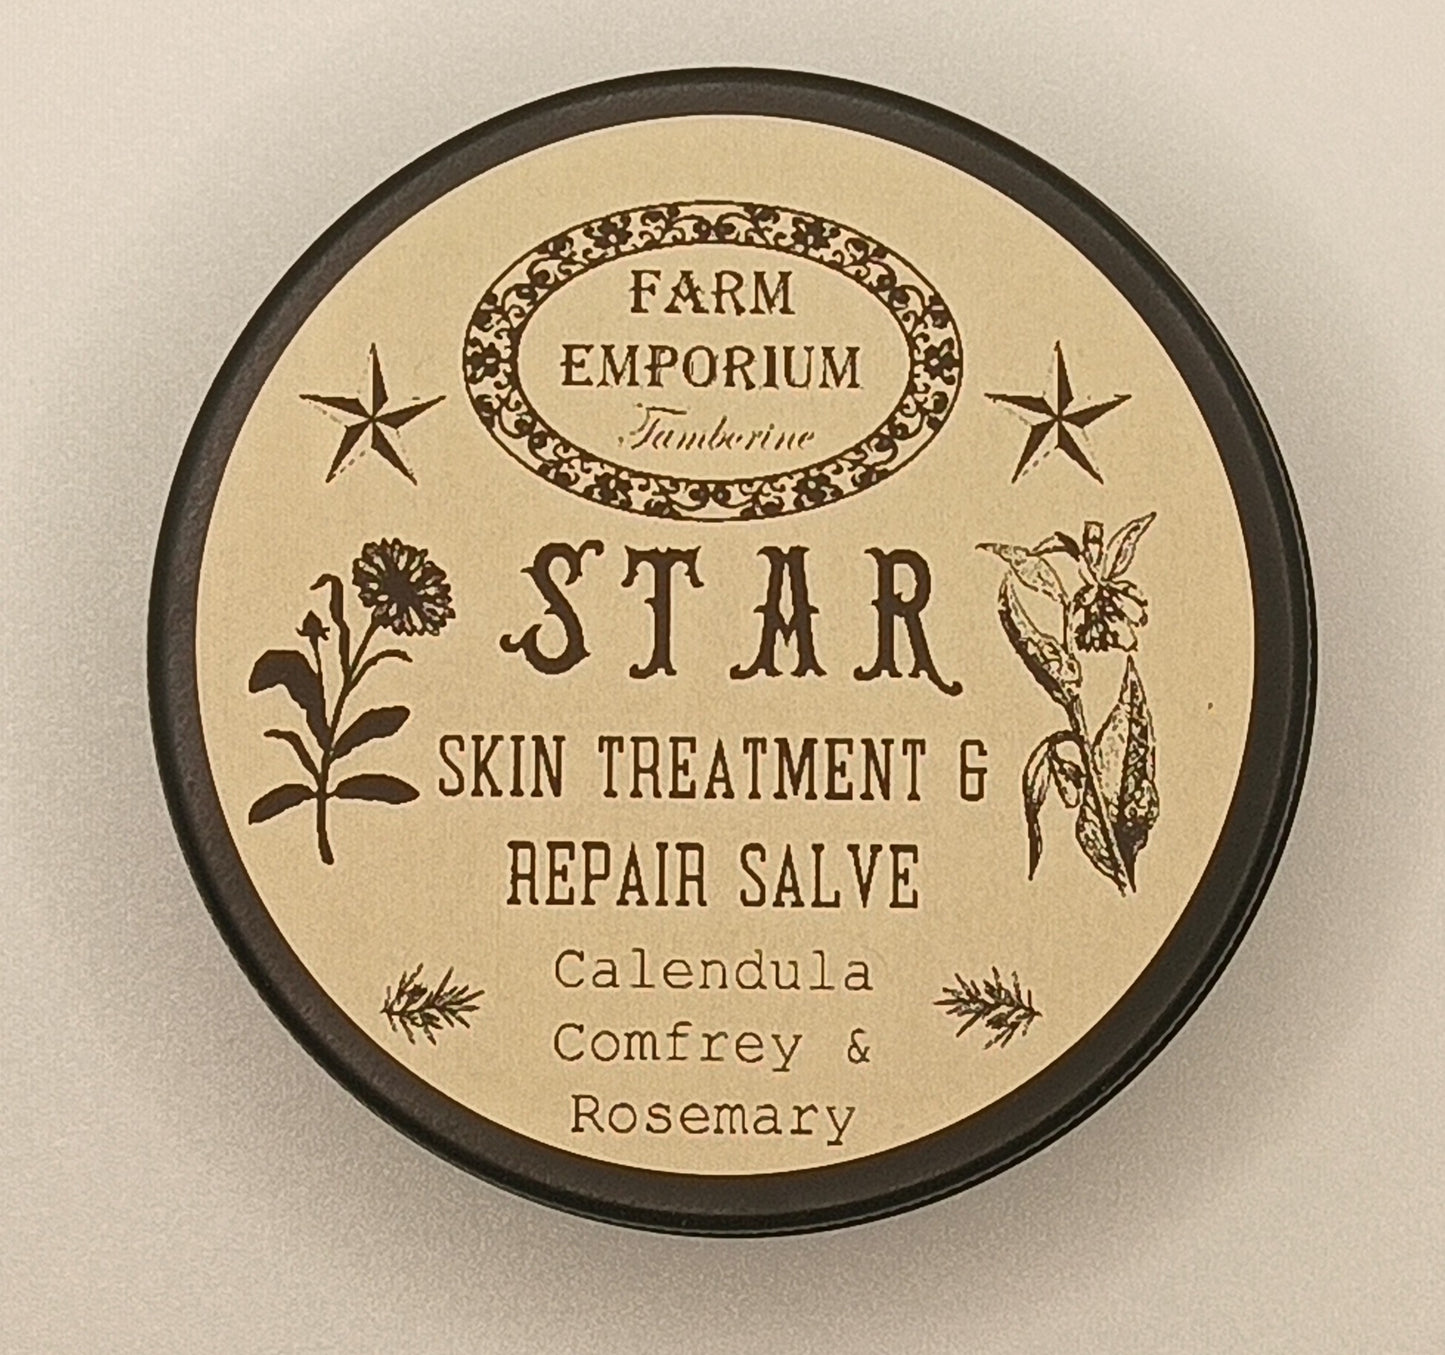 FARM
EMPORIUM
Tamborine
STAR
SKIN TREATMENT &
REPAIR SALVE
Calendula
Comfrey &
Rosemary